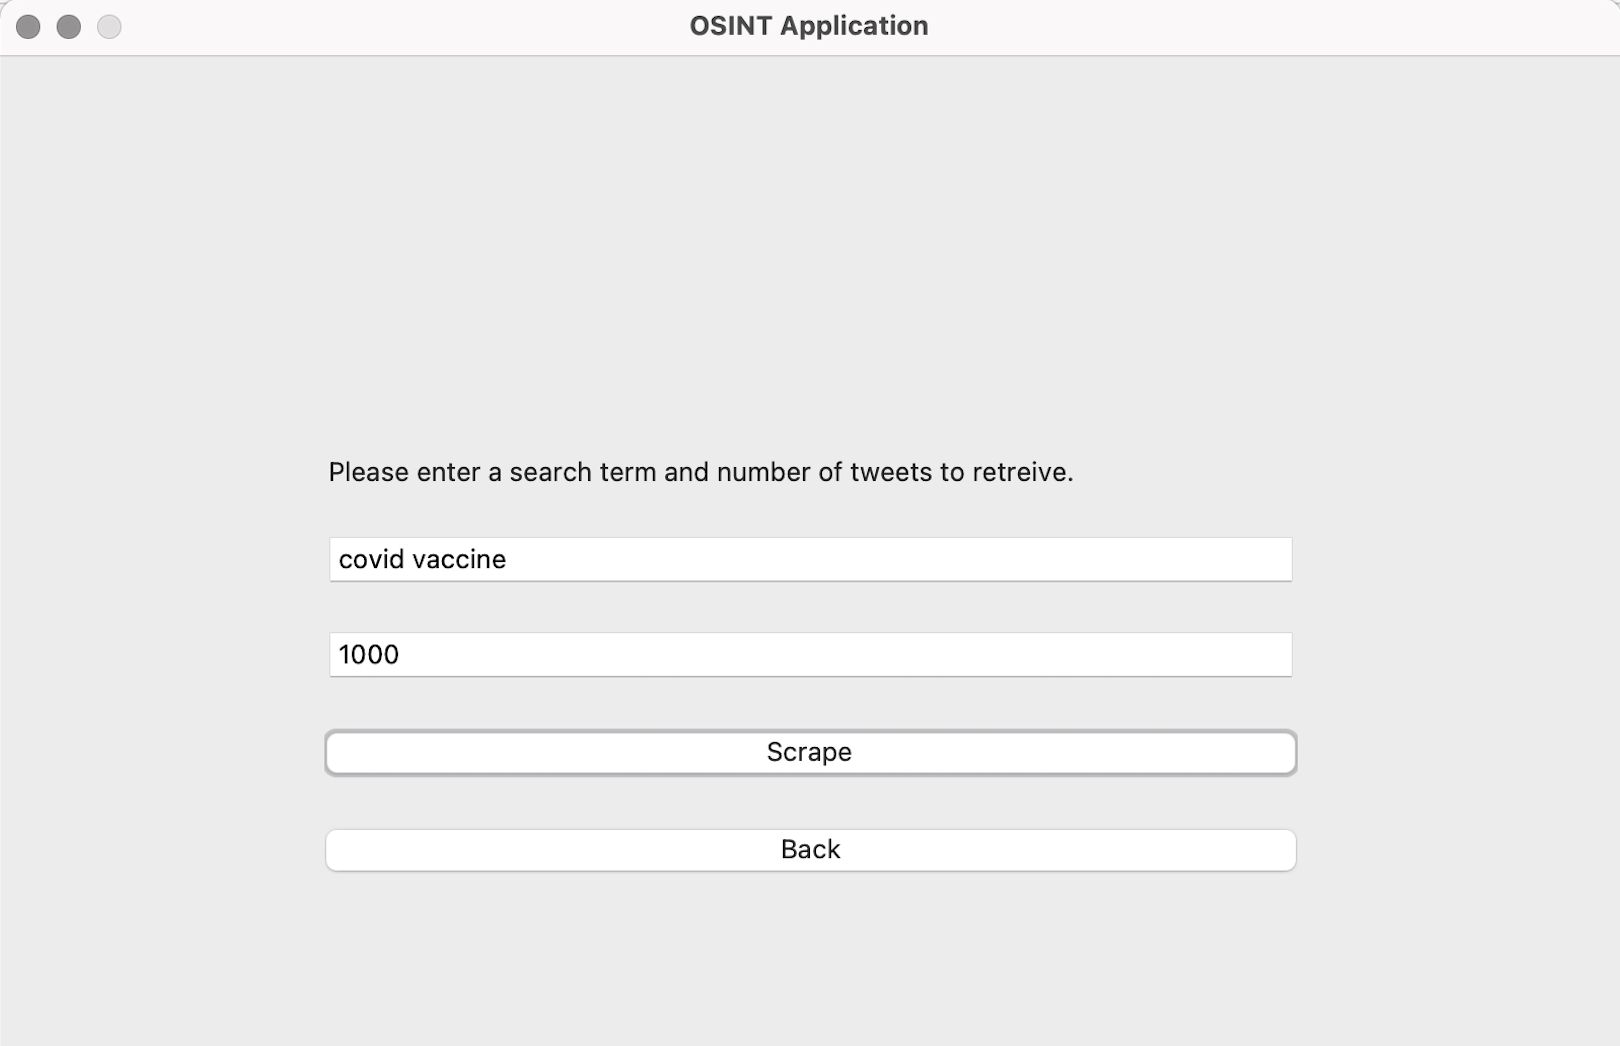 OSINT Application
Please enter a search term and number of tweets to retreive.
covid vaccine
1000
Scrape
Back